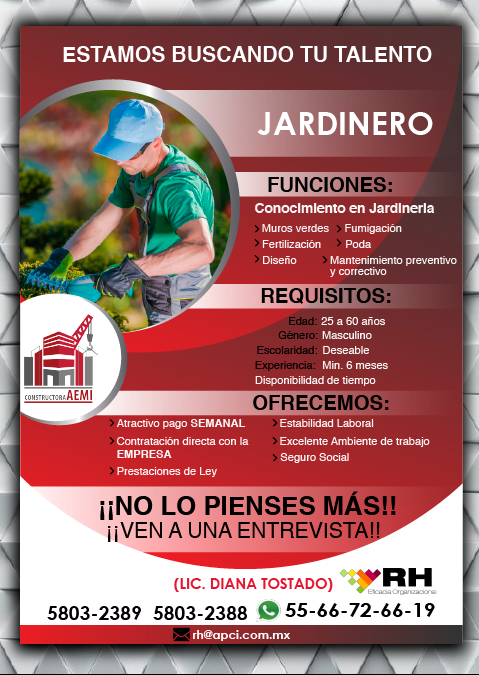 ESTAMOS BUSCANDO TU TALENTO
JARDINERO
FUNCIONES:
Conocimiento en Jardineria
Muros verdes
Fumigación
Fertilización
Poda
Diseño
Mantenimiento preventivo
y correctivo
REQUISITOS:
Edad: 25 a 60 años
Género: Masculino
Escolaridad: Deseable
Experiencia: Min. 6 meses
Disponibilidad de tiempo
CONSTRUCTORA AEMI
OFRECEMOS:
Atractivo pago SEMANAL
Contratación directa con la
EMPRESA
Prestaciones de Ley
Estabilidad Laboral
Excelente Ambiente de trabajo
Seguro Social
¡¡NO LO PIENSES MÁS!!
¡¡VEN A UNA ENTREVISTA!!
(LIC. DIANA TOSTADO)
RH
Eficacia Organizacional
5803-2389 5803-2388 55-66-72-66-19
rh@apci.com.mx